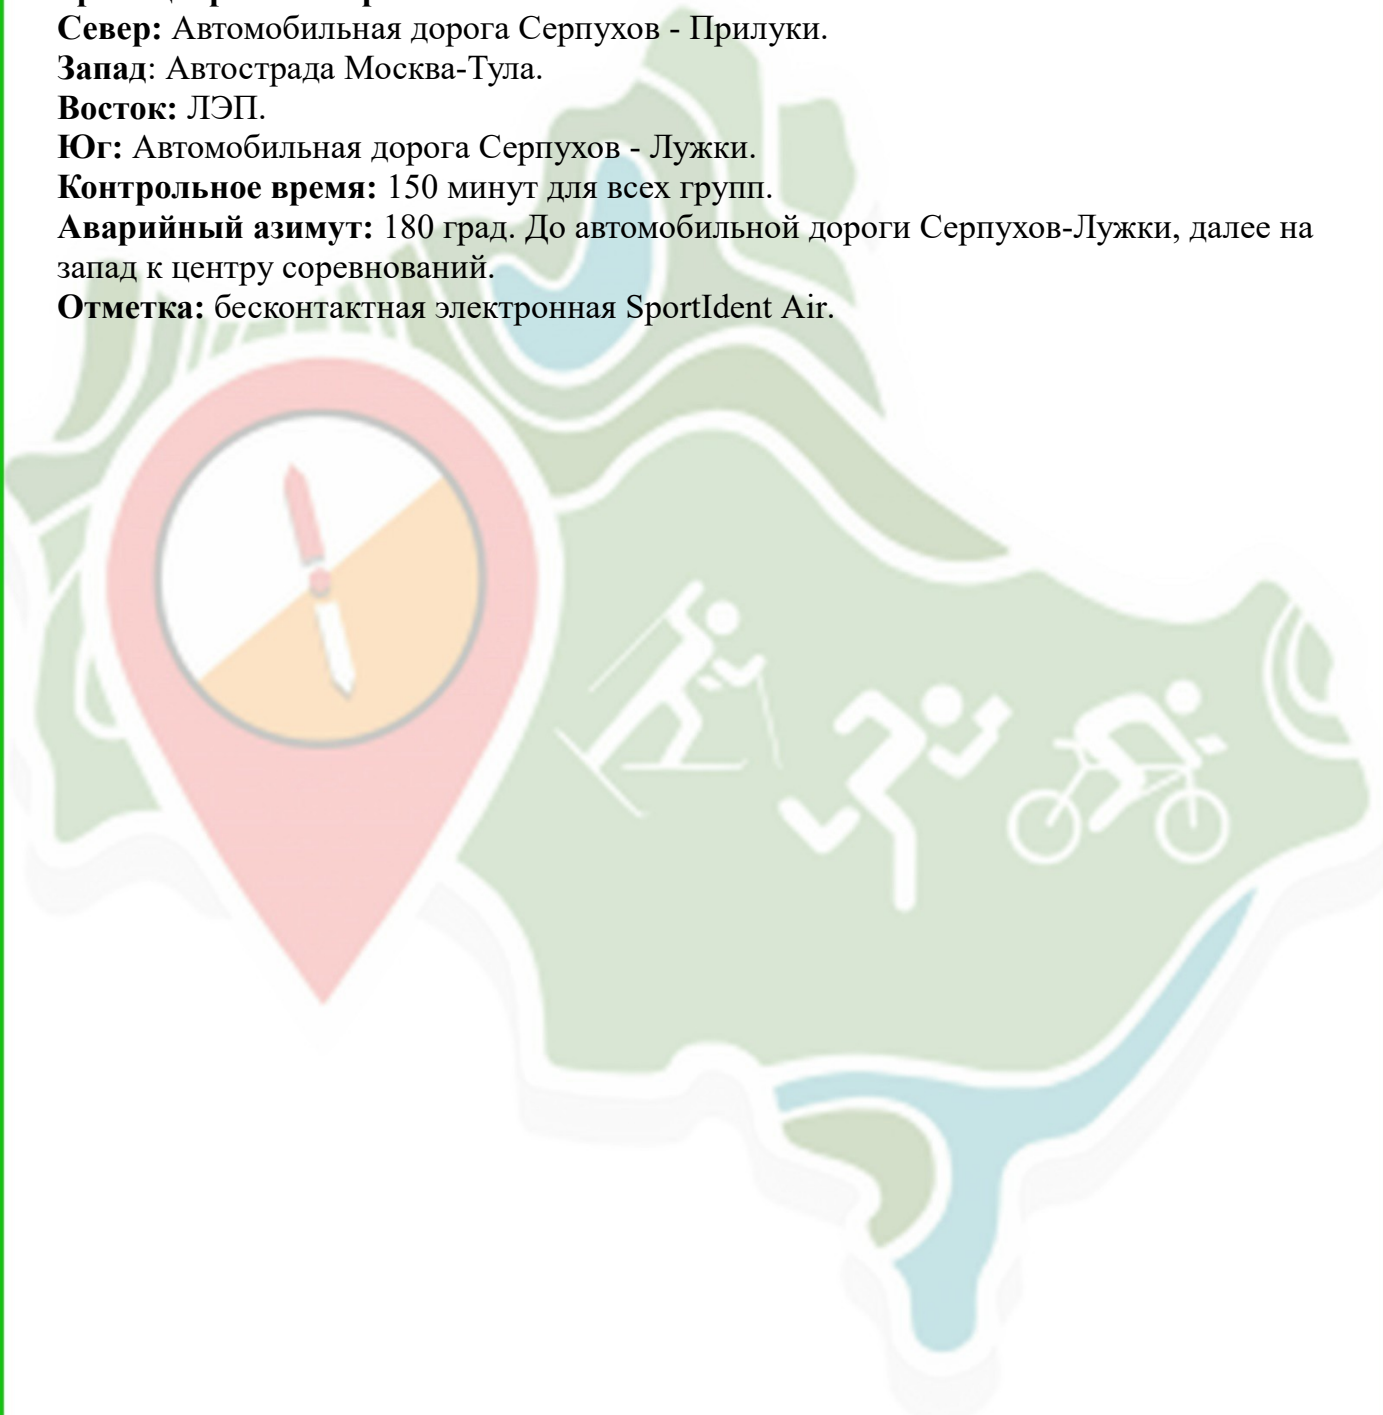 Север: Автомобильная дорога Серпухов - Прилуки.
Запад: Автострада Москва-Тула.
Восток: ЛЭП.
Юг: Автомобильная дорога Серпухов - Лужки.
Контрольное время: 150 минут для всех групп.
Аварийный азимут: 180 град. До автомобильной дороги Серпухов-Лужки, далее на
запад к центру соревнований.
Отметка: бесконтактная электронная SportIdent Air.